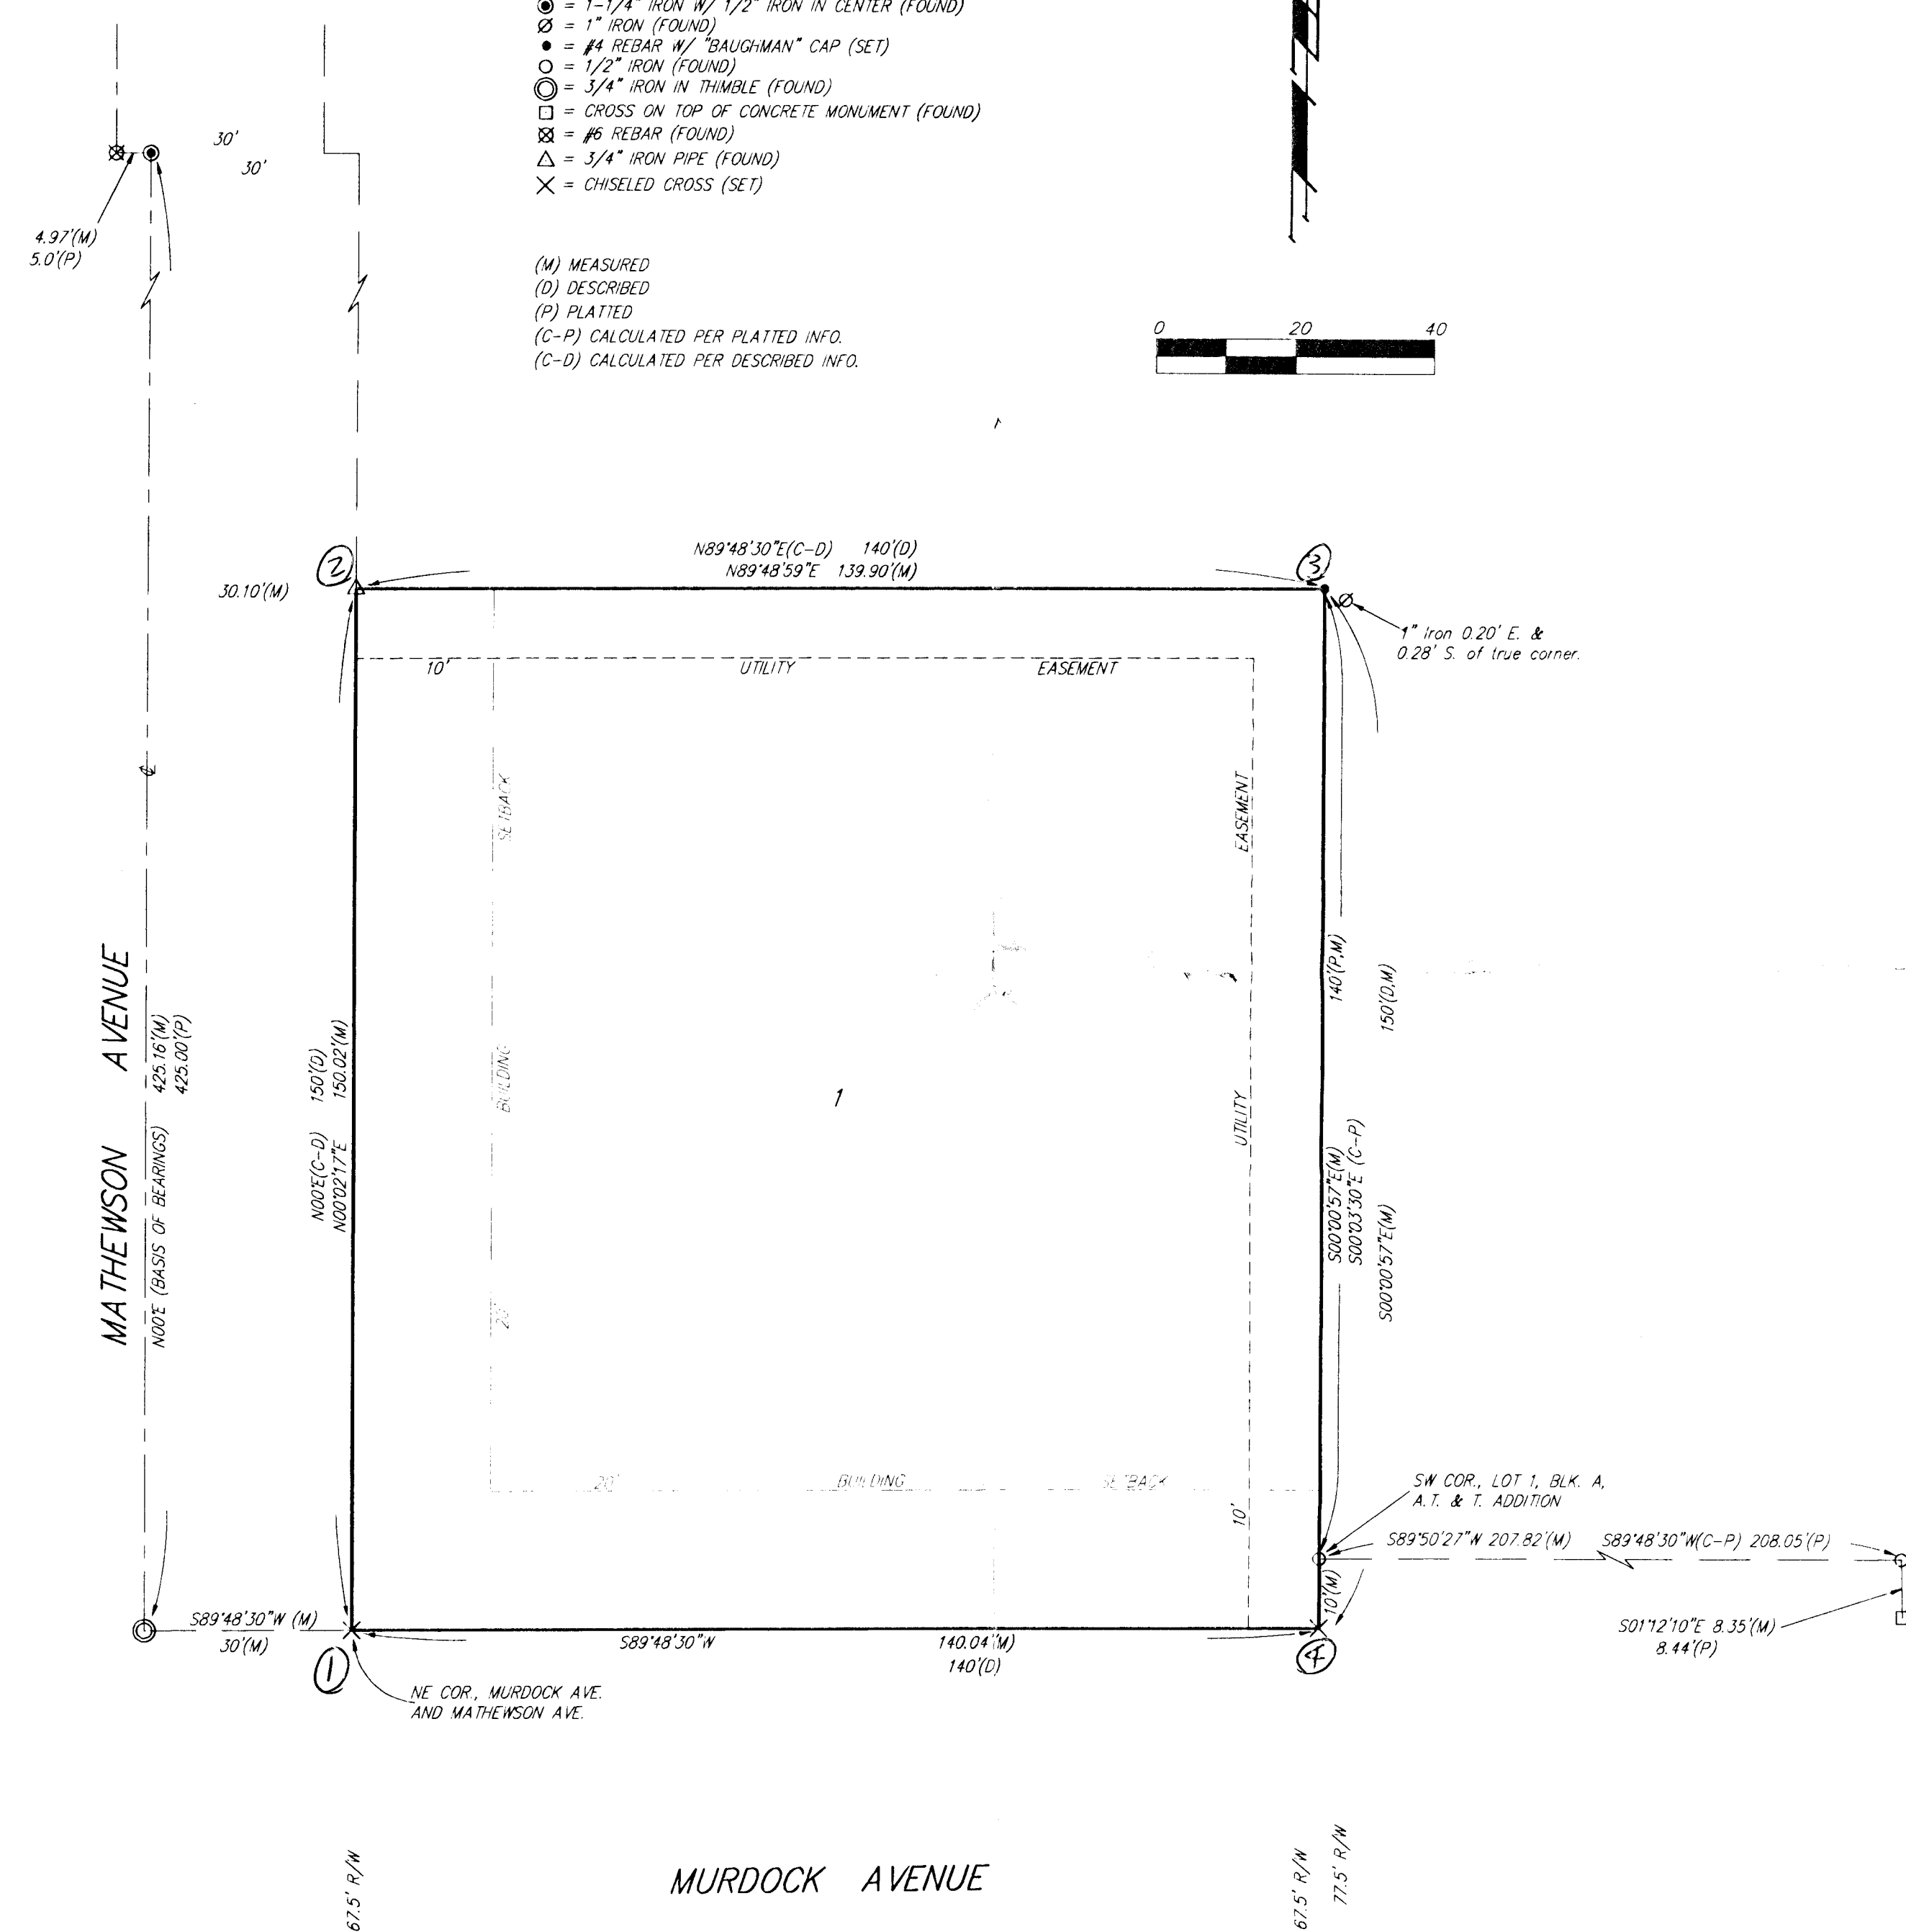 = 1-1/4" IRON W/ 1/2" IRON IN CENTER (FOUND)
= 1" IRON (FOUND)
= #4 REBAR W/ "BAUGHMAN" CAP (SET)
= 1/2" IRON (FOUND)
= 3/4" IRON IN THIMBLE (FOUND)
= CROSS ON TOP OF CONCRETE MONUMENT (FOUND)
= #6 REBAR (FOUND)
= 3/4" IRON PIPE (FOUND)
= CHISELED CROSS (SET)
30'
30'
4.97'(M)
5.0'(P)
(M) MEASURED
(D) DESCRIBED
(P) PLATTED
(C-P) CALCULATED PER PLATTED INFO.
(C-D) CALCULATED PER DESCRIBED INFO.
0 20 40
N89°48'30"E(C-D) 140'(D)
N89°48'59"E 139.90'(M)
2
3
30.10'(M)
1" Iron 0.20' E. &
0.28' S. of true corner.
10' UTILITY EASEMENT
SETBACK
BUILDING
20'
EASEMENT
UTILITY
10'
140'(P,M)
150'(D,M)
S00°00'57"E(M)
S00°03'30"E (C-P)
S00°00'57"E(M)
MATHEWSON AVENUE
N00°E (BASIS OF BEARINGS) 425.16'(M)
425.00'(P)
N00°E(C-D) 150'(D)
N00°02'17"E 150.02'(M)
1
20' BUILDING SETBACK
SW COR., LOT 1, BLK. A,
A.T. & T. ADDITION
S89°50'27"W 207.82'(M) S89°48'30"W(C-P) 208.05'(P)
10'(M)
S01°12'10"E 8.35'(M)
8.44'(P)
S89°48'30"W (M)
30'(M)
S89°48'30"W 140.04'(M)
140'(D)
1
4
NE COR., MURDOCK AVE.
AND MATHEWSON AVE.
67.5' R/W
MURDOCK AVENUE
67.5' R/W
77.5' R/W